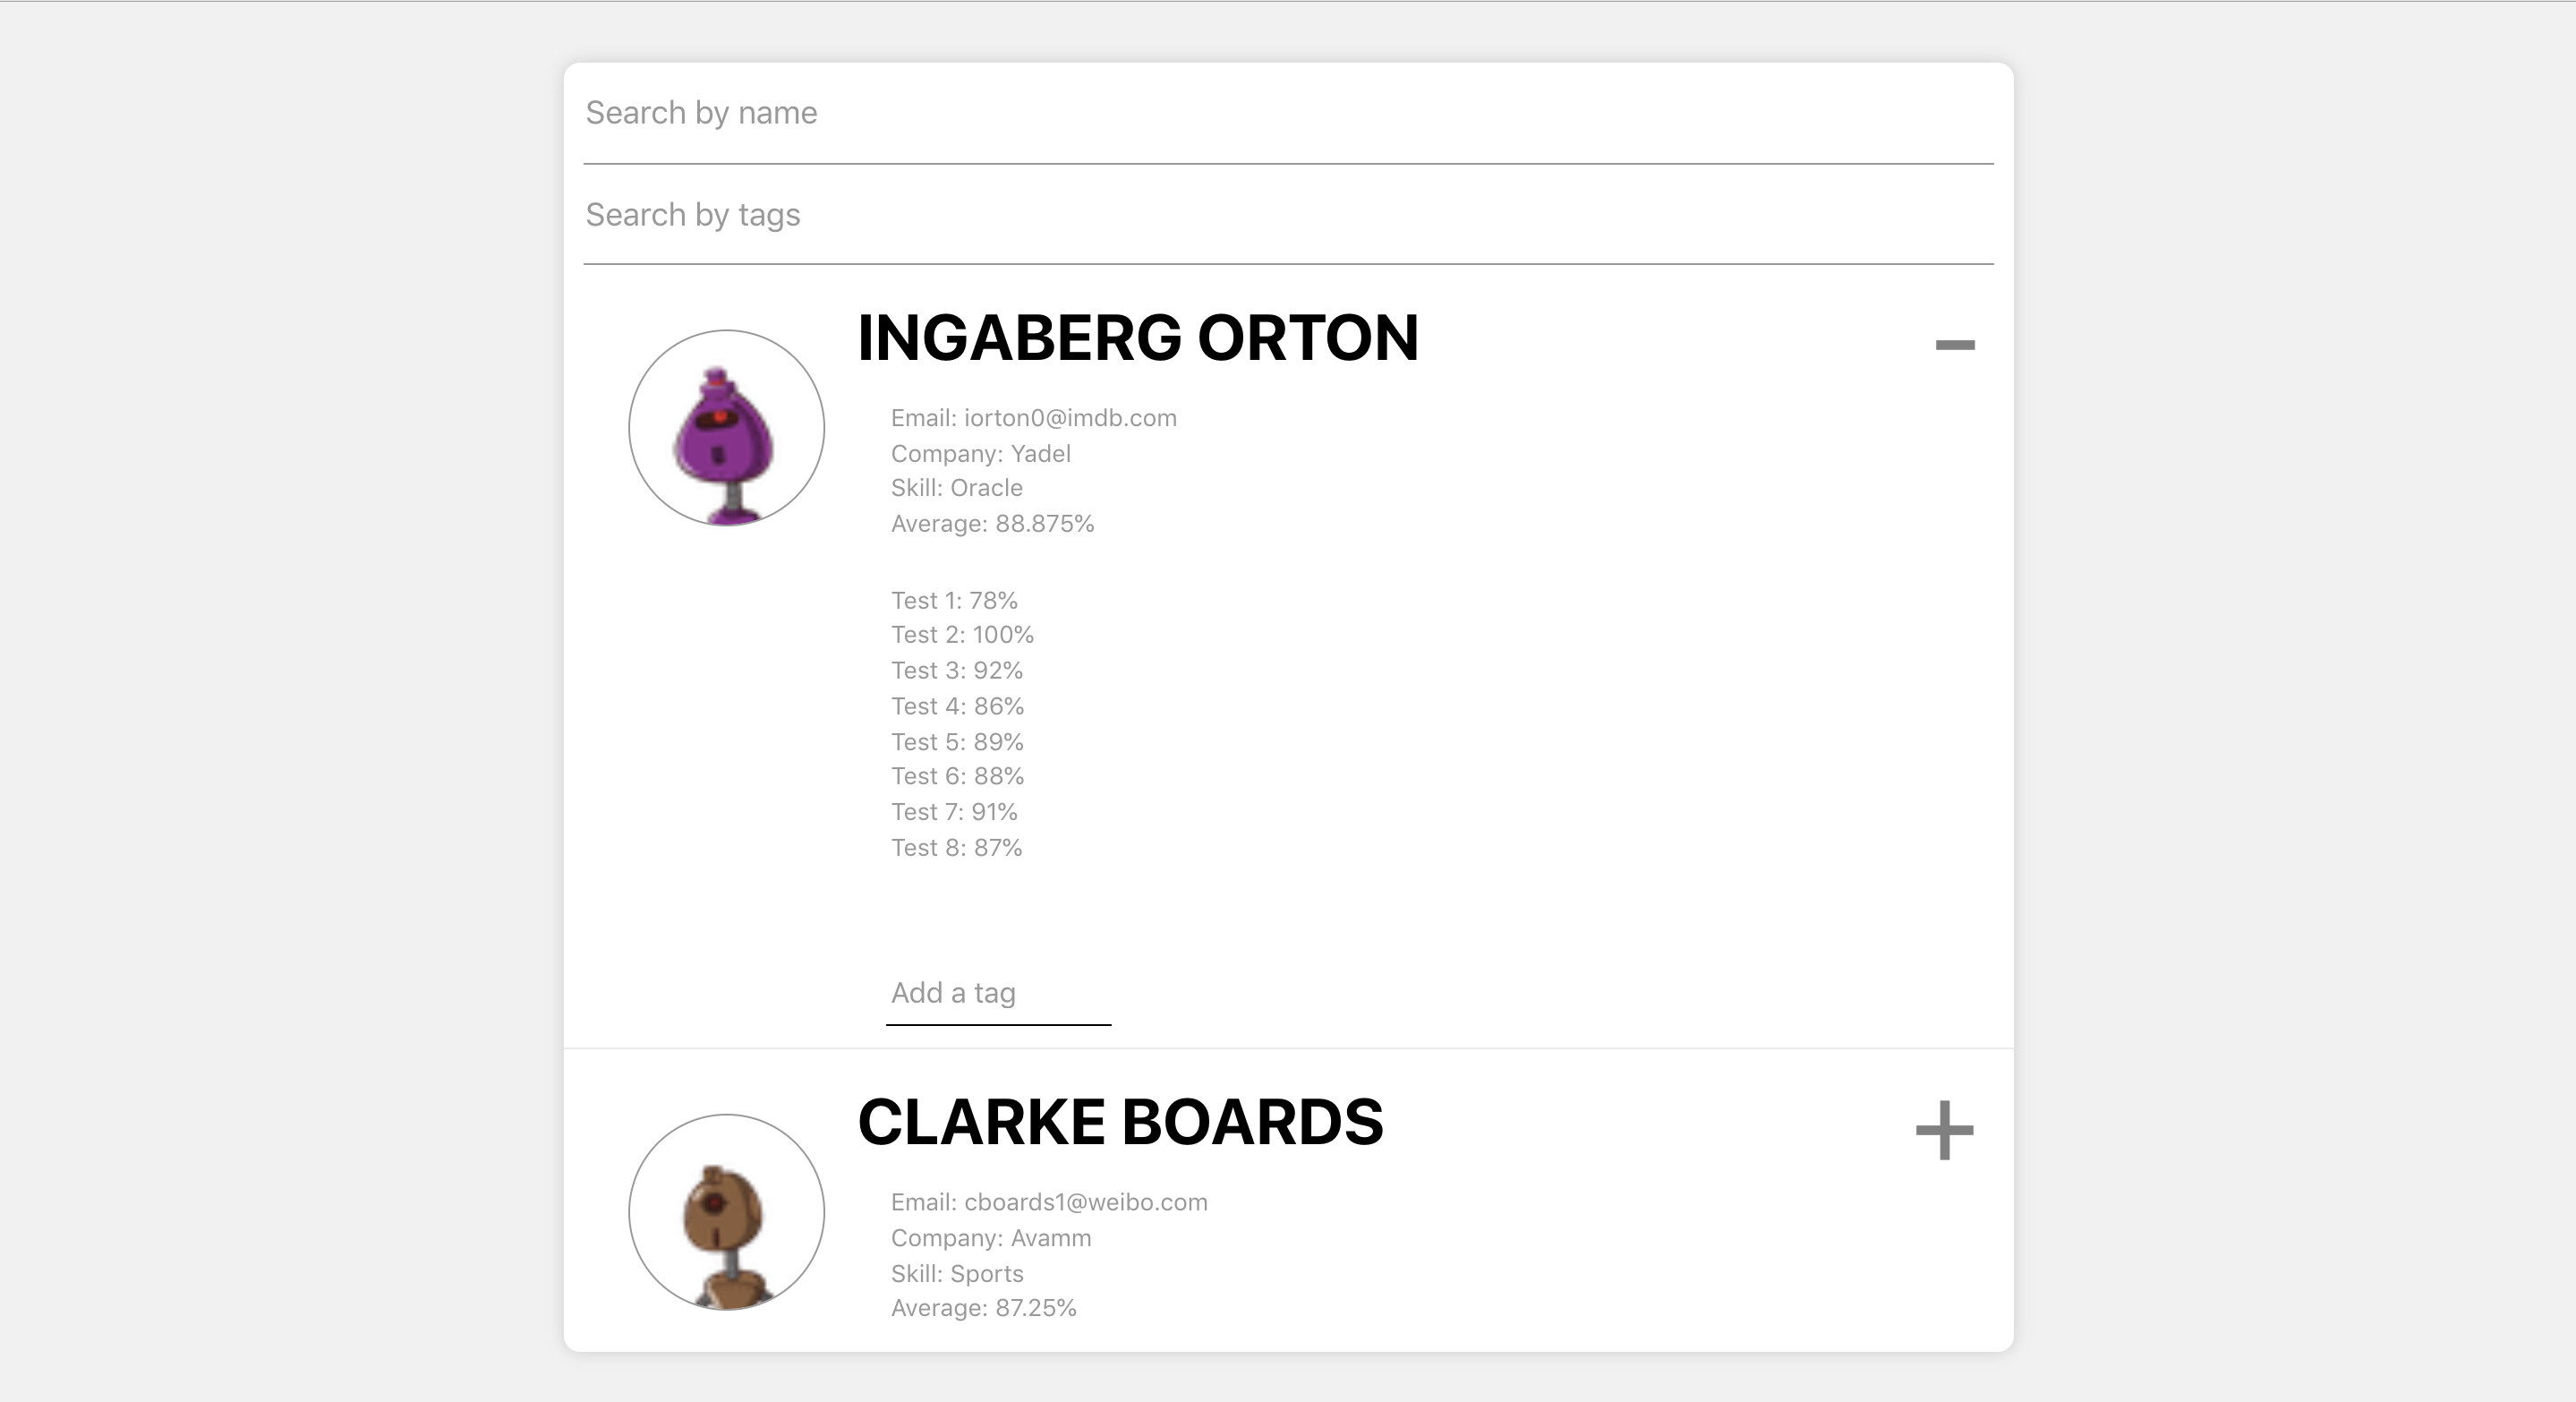 Search by name
Search by tags
INGABERG ORTON
Email: iorton0@imdb.com
Company: Yadel
Skill: Oracle
Average: 88.875%
Test 1: 78%
Test 2: 100%
Test 3: 92%
Test 4: 86%
Test 5: 89%
Test 6: 88%
Test 7: 91%
Test 8: 87%
Add a tag
CLARKE BOARDS
Email: cboards1@weibo.com
Company: Avamm
Skill: Sports
Average: 87.25%